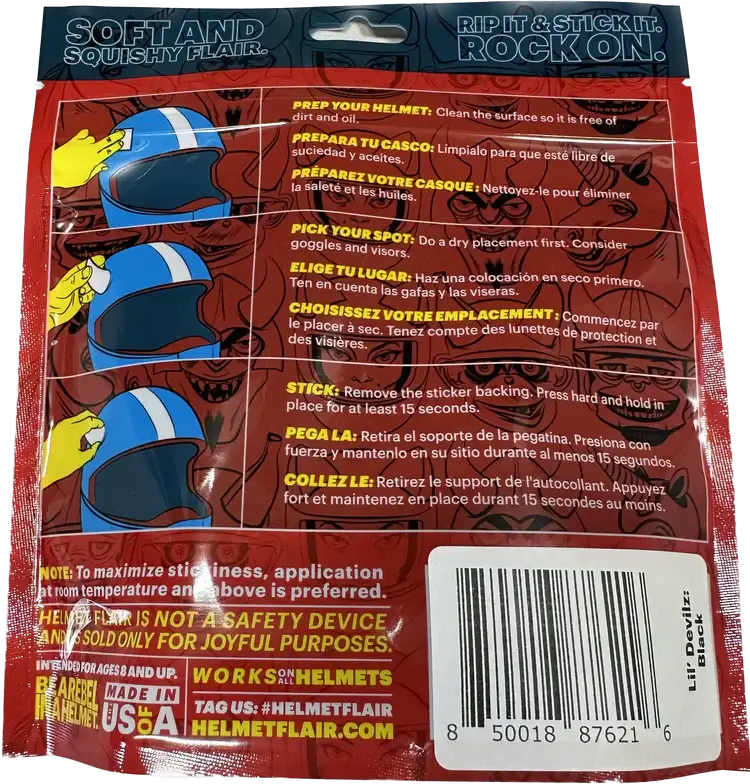 SOFT AND
SQUISHY FLAIR.
RIP IT & STICK IT.
ROCK ON.
PREP YOUR HELMET: Clean the surface so it is free of
dirt and oil.
PREPARA TU CASCO: Límpialo para que esté libre de
suciedad y aceites.
PRÉPAREZ VOTRE CASQUE: Nettoyez-le pour éliminer
la saleté et les huiles.
PICK YOUR SPOT: Do a dry placement first. Consider
goggles and visors.
ELIGE TU LUGAR: Haz una colocación en seco primero.
Ten en cuenta las gafas y las viseras.
CHOISISSEZ VOTRE EMPLACEMENT: Commencez par
le placer à sec. Tenez compte des lunettes de protection et
des visières.
STICK: Remove the sticker backing. Press hard and hold in
place for at least 15 seconds.
PEGA LA: Retira el soporte de la pegatina. Presiona con
fuerza y mantenlo en su sitio durante al menos 15 segundos.
COLLEZ LE: Retirez le support de l'autocollant. Appuyez
fort et maintenez en place durant 15 secondes au moins.
NOTE: To maximize stickiness, application
at room temperature and above is preferred.
HELMET FLAIR IS NOT A SAFETY DEVICE
AND IS SOLD ONLY FOR JOYFUL PURPOSES.
INTENDED FOR AGES 8 AND UP.
BE A REBEL
IN A HELMET.
MADE IN
USOFA
WORKS ON ALL HELMETS
TAG US: #HELMETFLAIR
HELMETFLAIR.COM
Lil' Devilz:
Black
8 50018 87621 6